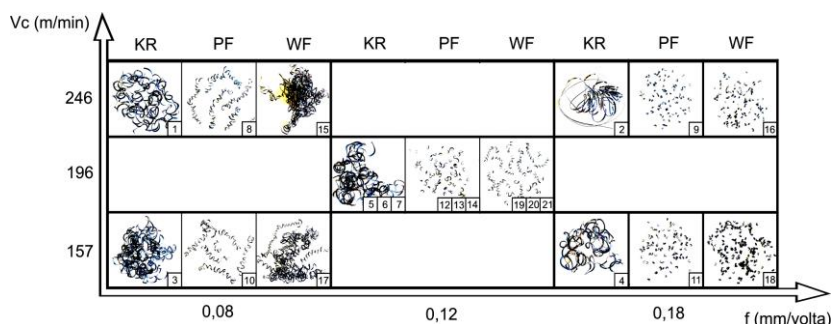 Vc (m/min)
KR PF WF KR PF WF KR PF WF
246 1 8 15 2 9 16
196 5 6 7 12 13 14 19 20 21
157 3 10 17 4 11 18
0,08 0,12 0,18
f (mm/volta)